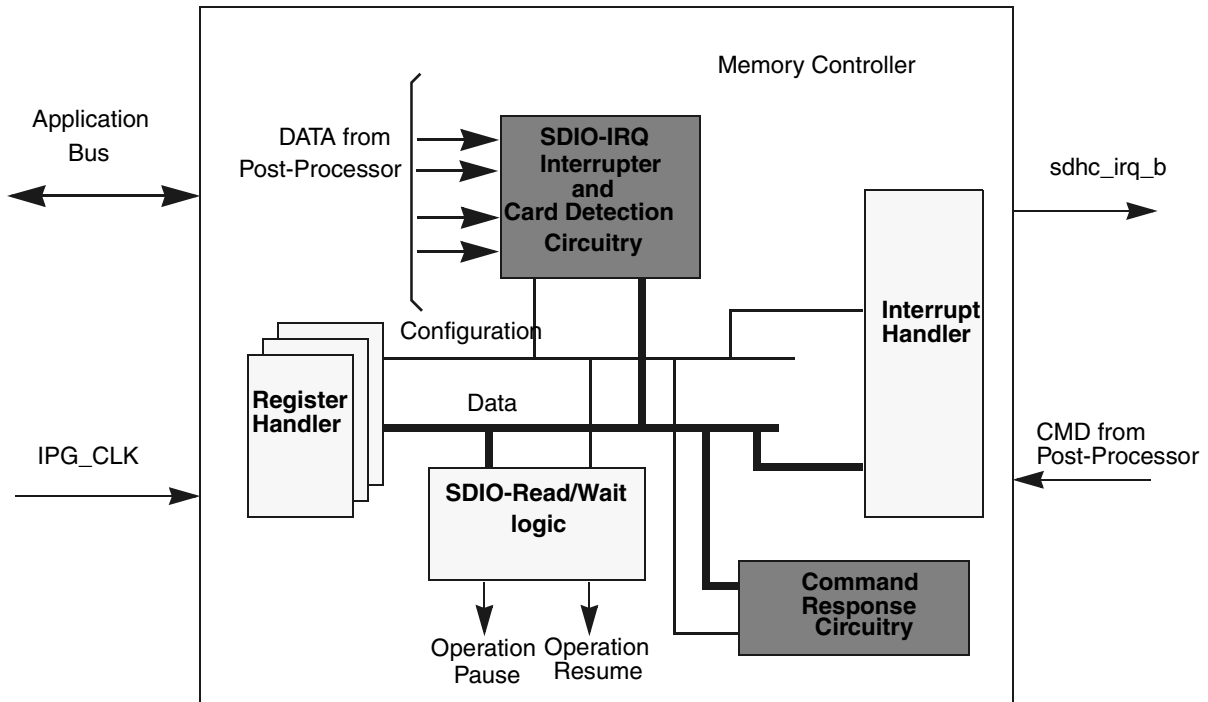 Memory Controller
Application
Bus
DATA from
Post-Processor
SDIO-IRQ
Interrupter
and
Card Detection
Circuitry
sdhc_irq_b
Configuration
Interrupt
Handler
Register
Handler
Data
IPG_CLK
CMD from
Post-Processor
SDIO-Read/Wait
logic
Command
Response
Circuitry
Operation
Pause
Operation
Resume